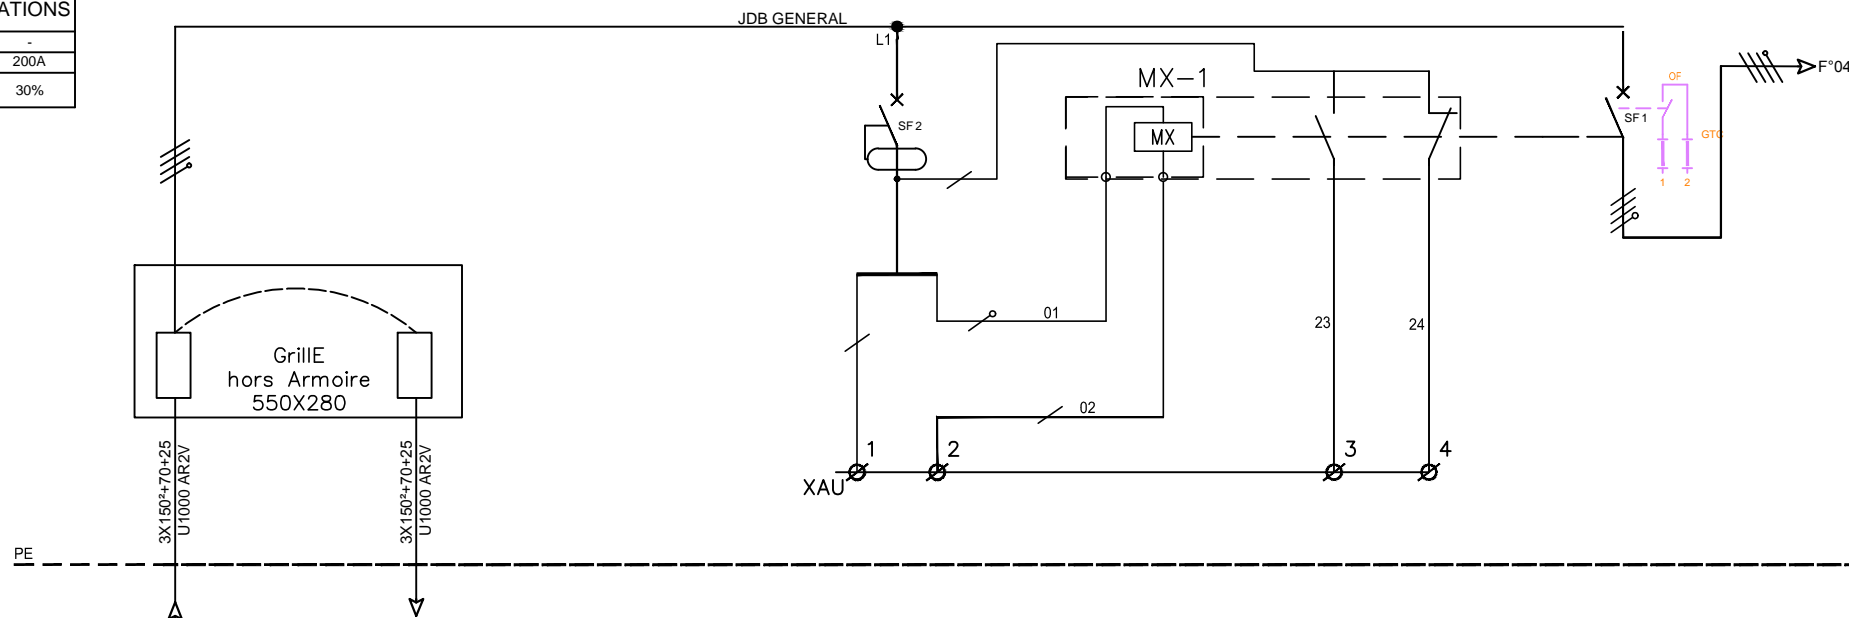 ATIONS
-
200A
30%
JDB GENERAL
L1
SF2
MX-1
MX
OF
SF1
GTC
1 2
F°04
GrillE
hors Armoire
550X280
01
02
23
24
1
2
3
4
XAU
3X150²+70+25
U1000 AR2V
3X150²+70+25
U1000 AR2V
PE